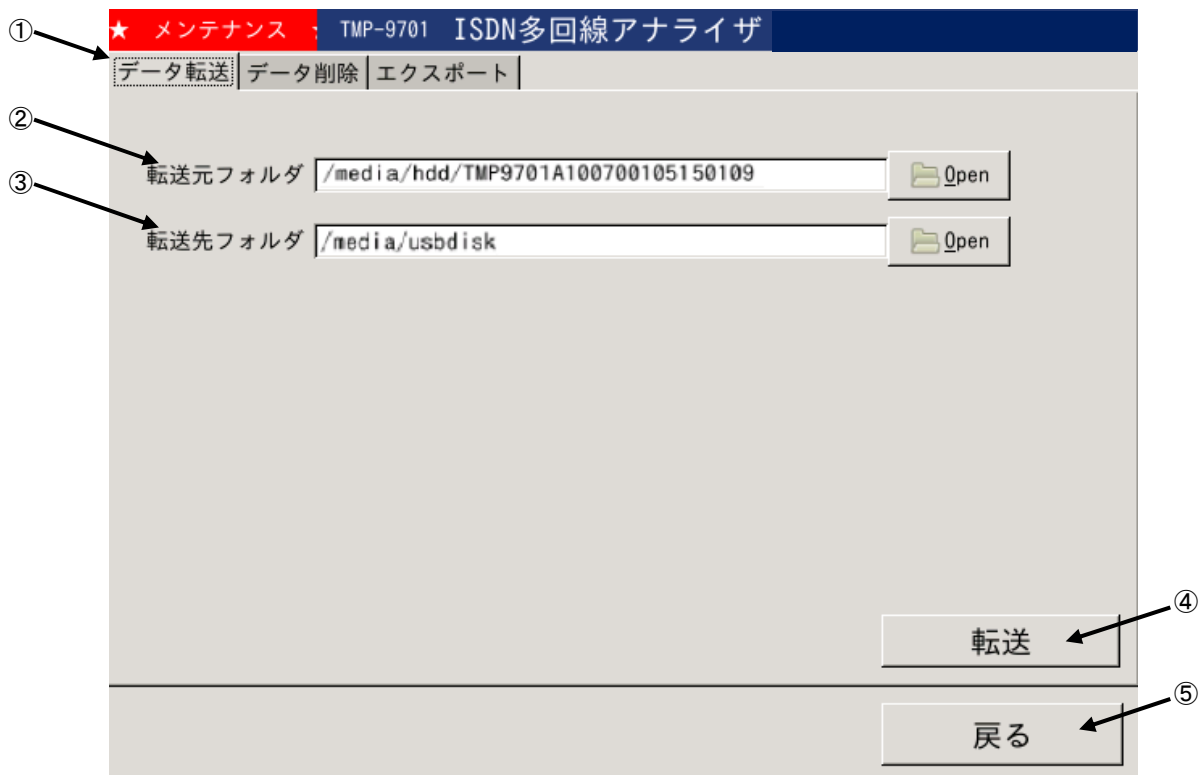 ①
★ メンテナンス TMP-9701 ISDN多回線アナライザ
データ転送 データ削除 エクスポート
②
転送元フォルダ /media/hdd/TMP9701A100700105150109 Open
③
転送先フォルダ /media/usbdisk Open
④
転送
⑤
戻る